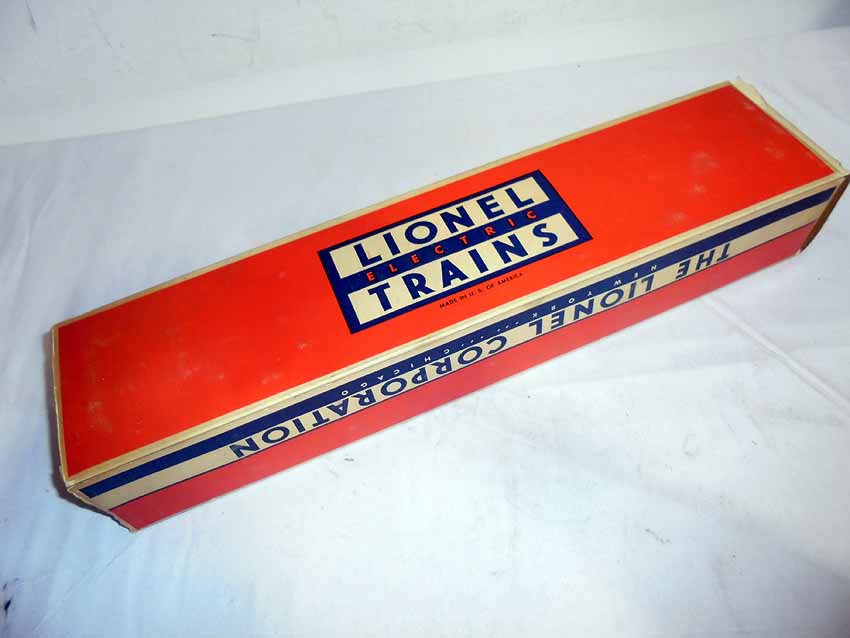 LIONEL
ELECTRIC
TRAINS
MADE IN U. S. OF AMERICA
THE LIONEL CORPORATION
NEW YORK .... .... CHICAGO